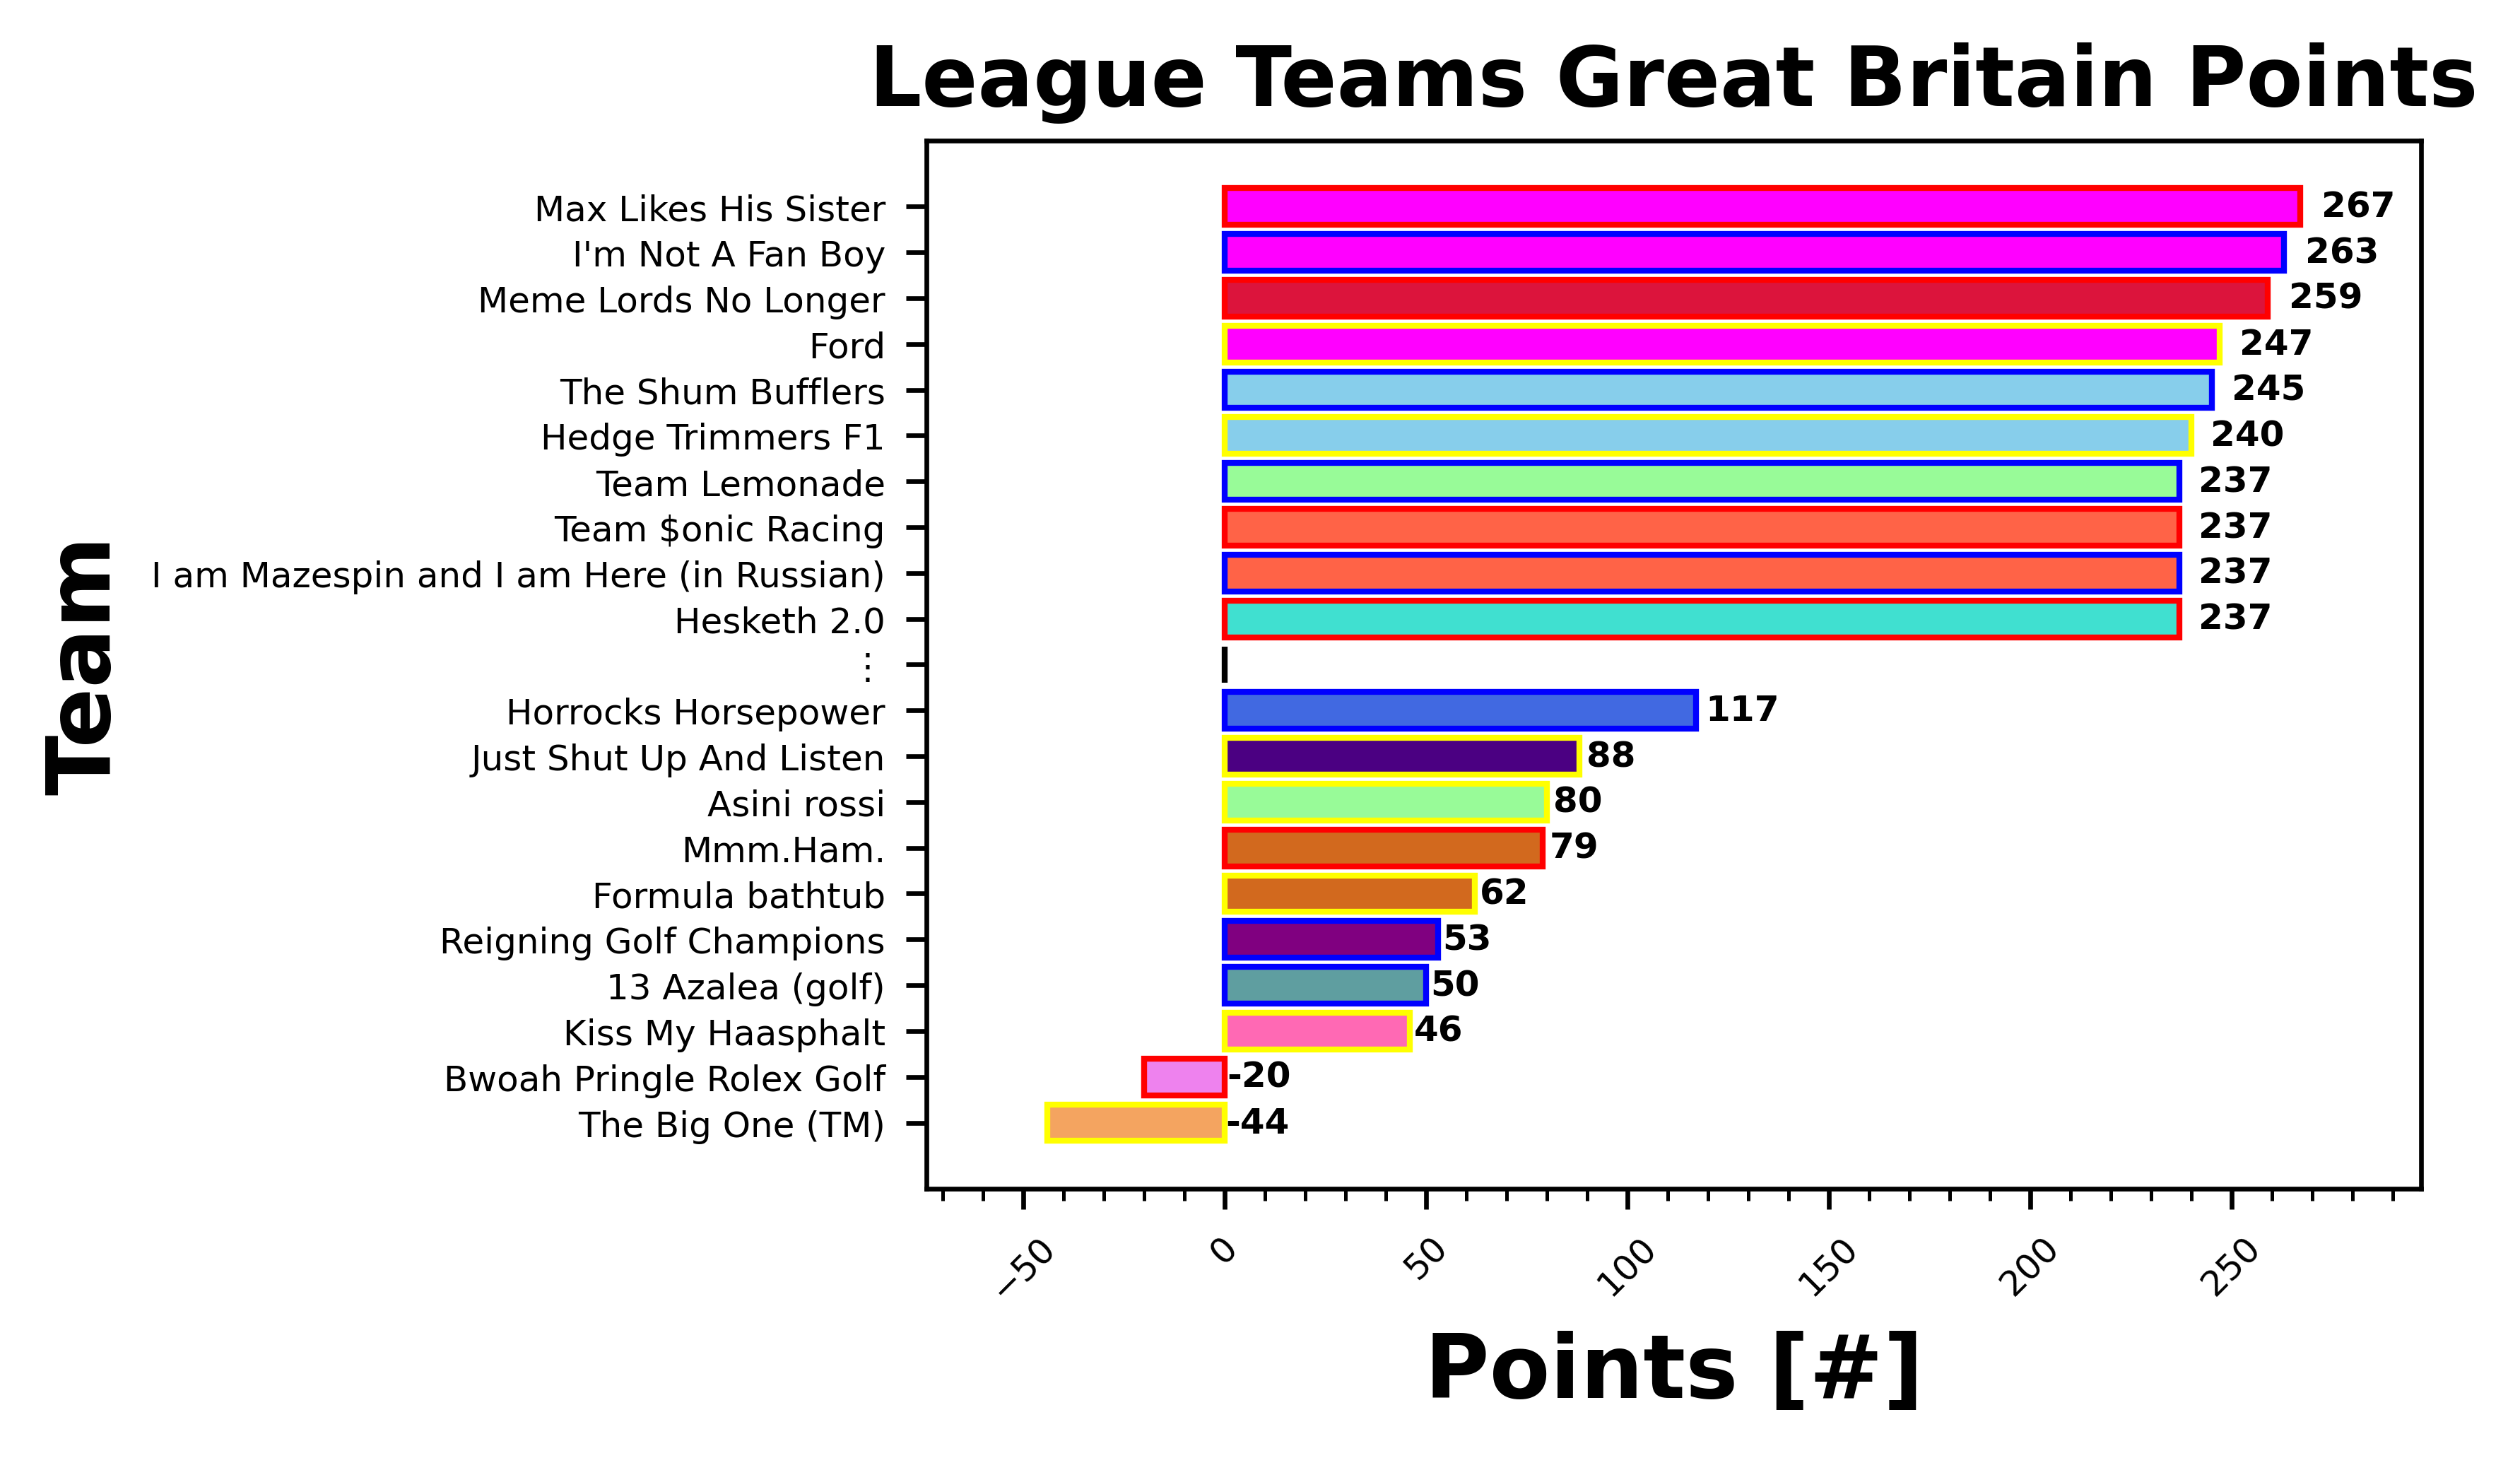 League Teams Great Britain Points
Max Likes His Sister 267
I'm Not A Fan Boy 263
Meme Lords No Longer 259
Ford 247
The Shum Bufflers 245
Hedge Trimmers F1 240
Team Lemonade 237
Team $onic Racing 237
I am Mazespin and I am Here (in Russian) 237
Hesketh 2.0 237
⋮
Horrocks Horsepower 117
Just Shut Up And Listen 88
Asini rossi 80
Mmm.Ham. 79
Formula bathtub 62
Reigning Golf Champions 53
13 Azalea (golf) 50
Kiss My Haasphalt 46
Bwoah Pringle Rolex Golf -20
The Big One (TM) -44
Team
−50 0 50 100 150 200 250
Points [#]